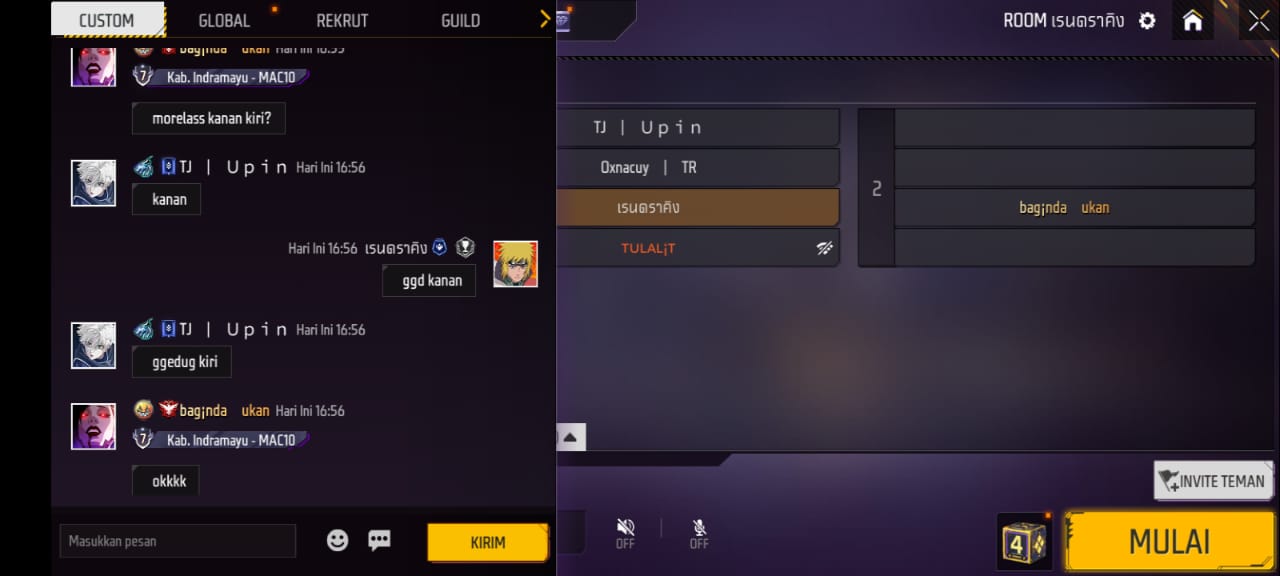 CUSTOM
GLOBAL
REKRUT
GUILD
ROOM เรนดราคิง
bag¡nda ukan Hari Ini 16:55
7 Kab. Indramayu - MAC10
morelass kanan kiri?
TJ | U p i n Hari Ini 16:56
kanan
Hari Ini 16:56 เรนดราคิง
ggd kanan
TJ | U p i n Hari Ini 16:56
ggedug kiri
bag¡nda ukan Hari Ini 16:56
7 Kab. Indramayu - MAC10
okkkk
Masukkan pesan
KIRIM
TJ | U p i n
Oxnacuy | TR
เรนดราคิง
TULAL¡T
2
bag¡nda ukan
INVITE TEMAN
OFF
OFF
4
MULAI